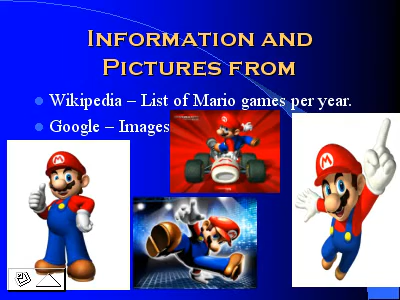 Information and
Pictures from
Wikipedia – List of Mario games per year.
Google – Images